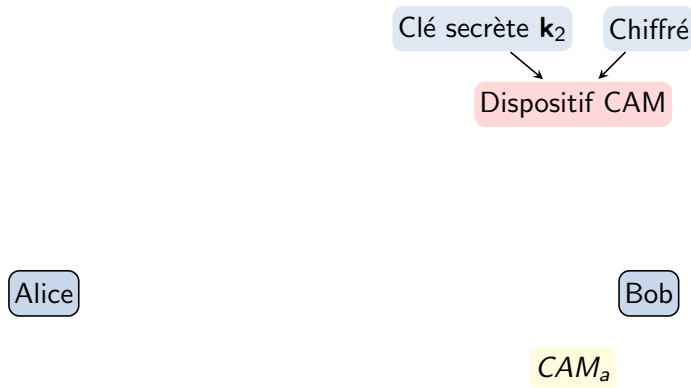 Clé secrète k₂
Chiffré
Dispositif CAM
Alice
Bob
CAMₐ